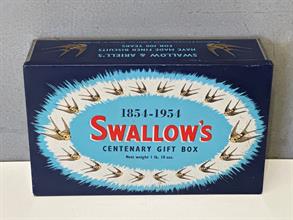 SWALLOW & ARIELL'S
HAVE MADE FINER BISCUITS
FOR 100 YEARS
1854-1954
SWALLOW'S
CENTENARY GIFT BOX
Nett weight 1 lb. 10 ozs.